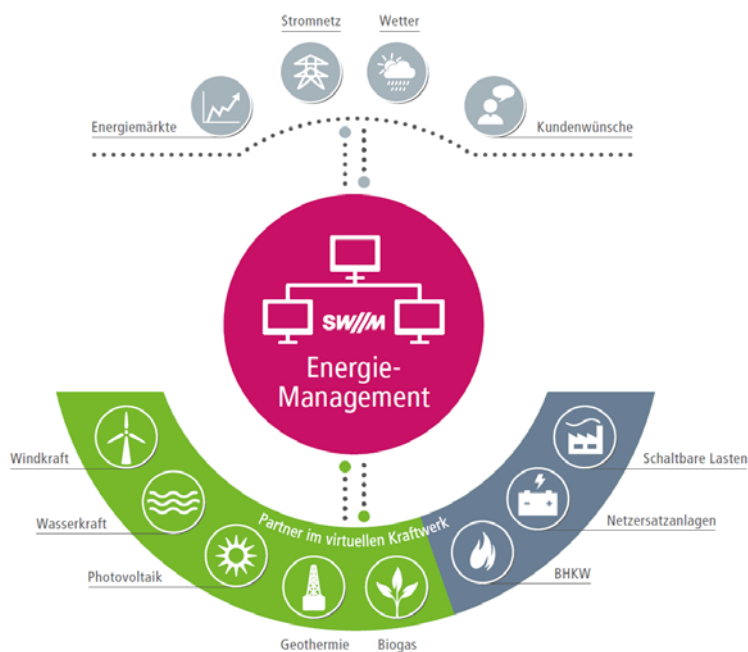 Stromnetz
Wetter
Energiemärkte
Kundenwünsche
SW//M
Energie-
Management
Windkraft
Schaltbare Lasten
Wasserkraft
Netzersatzanlagen
Partner im virtuellen Kraftwerk
Photovoltaik
BHKW
Geothermie
Biogas